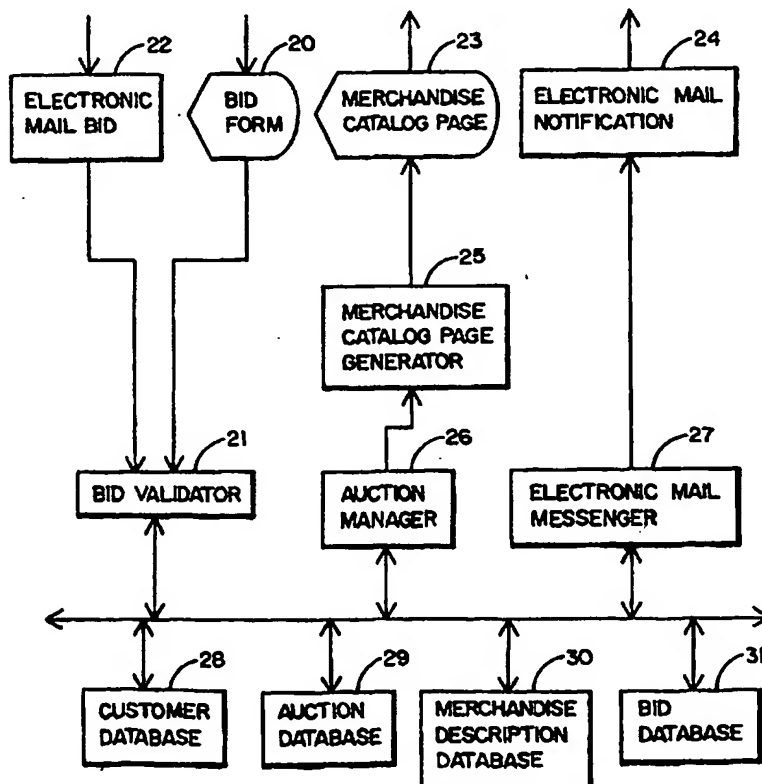 22
20
23
24
ELECTRONIC
MAIL BID
BID
FORM
MERCHANDISE
CATALOG PAGE
ELECTRONIC MAIL
NOTIFICATION
25
MERCHANDISE
CATALOG PAGE
GENERATOR
21
26
27
BID VALIDATOR
AUCTION
MANAGER
ELECTRONIC MAIL
MESSENGER
28
29
30
31
CUSTOMER
DATABASE
AUCTION
DATABASE
MERCHANDISE
DESCRIPTION
DATABASE
BID
DATABASE